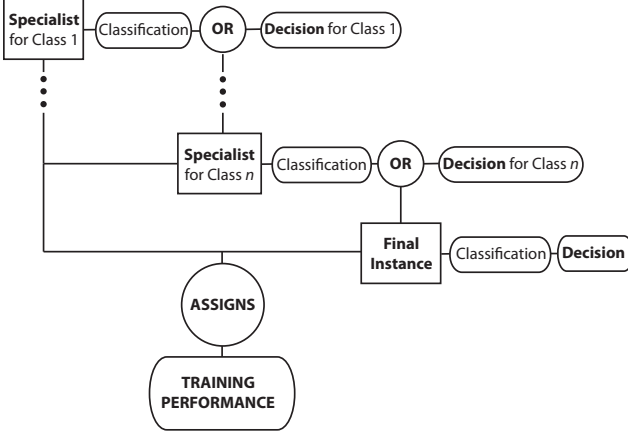 Specialist
for Class 1
Classification
OR
Decision for Class 1
Specialist
for Class n
Classification
OR
Decision for Class n
Final
Instance
Classification
Decision
ASSIGNS
TRAINING
PERFORMANCE